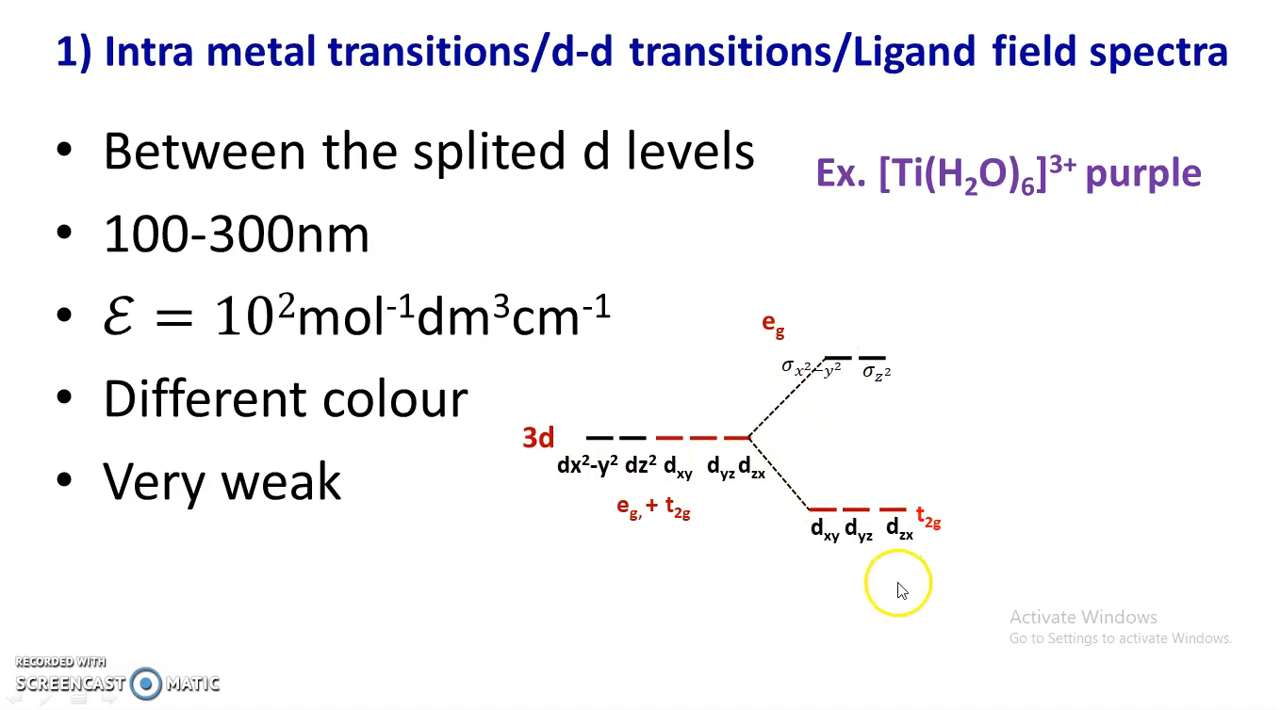 1) Intra metal transitions/d-d transitions/Ligand field spectra
• Between the splited d levels
Ex. [Ti(H₂O)₆]³⁺ purple
• 100-300nm
• ℰ = 10²mol⁻¹dm³cm⁻¹
• Different colour
• Very weak
e_g
σ_x²−y² σ_z²
3d
dx²-y² dz² d_xy d_yz d_zx
e_g, + t_2g
t_2g
d_xy d_yz d_zx
Activate Windows
Go to Settings to activate Windows.
RECORDED WITH
SCREENCAST MATIC